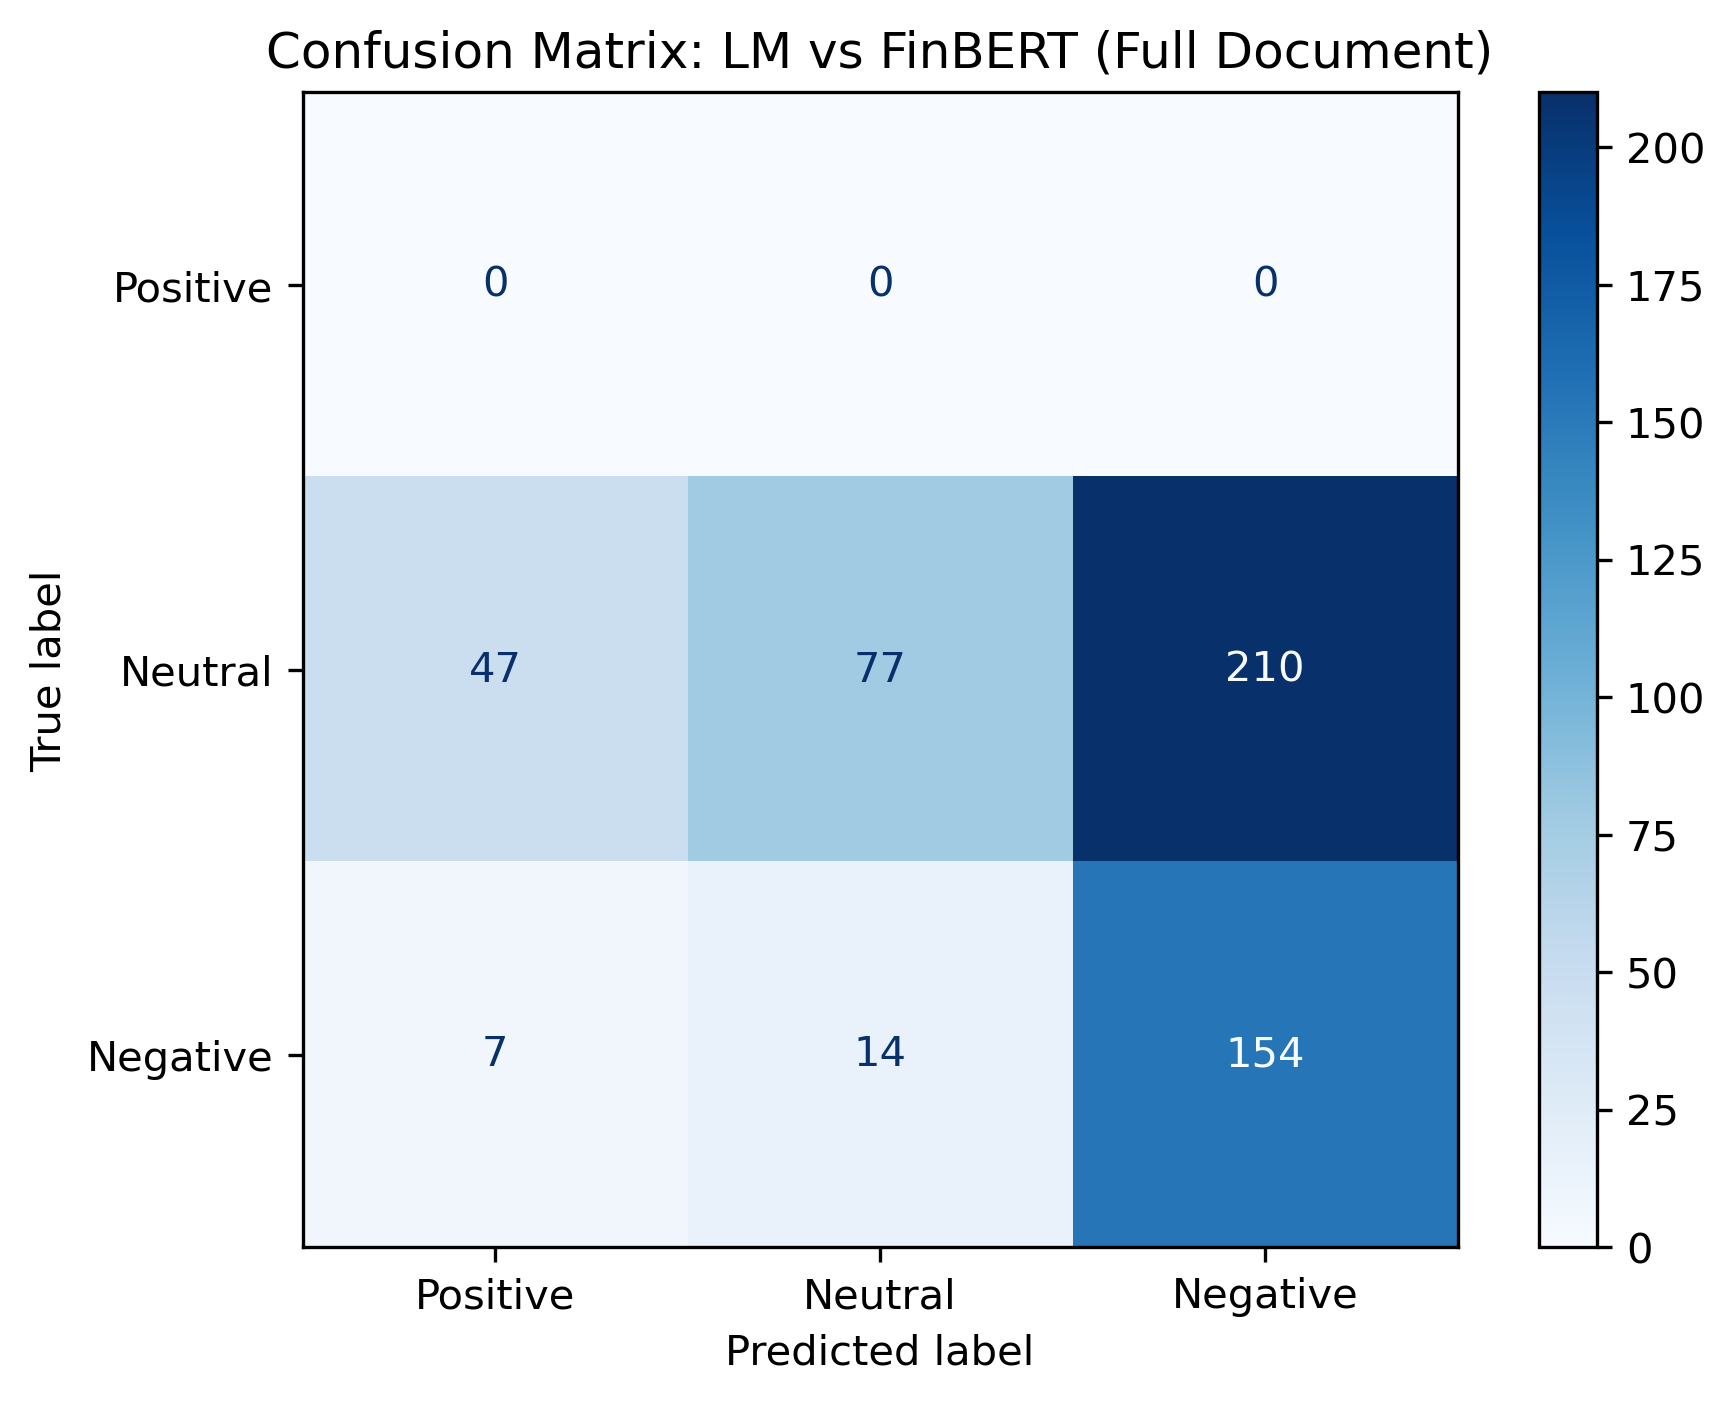 Confusion Matrix: LM vs FinBERT (Full Document)
Positive 0 0 0
Neutral 47 77 210
Negative 7 14 154
Positive Neutral Negative
Predicted label
True label
200
175
150
125
100
75
50
25
0